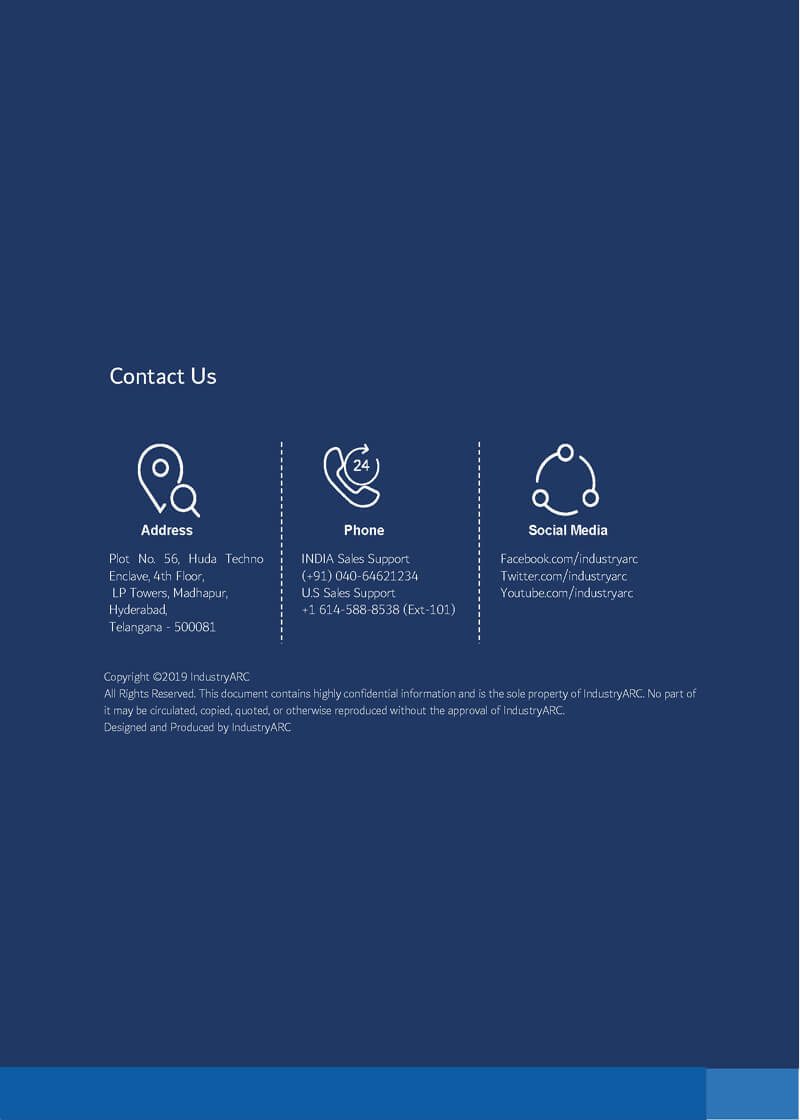 Contact Us
24
Address
Plot No. 56, Huda Techno
Enclave, 4th Floor,
LP Towers, Madhapur,
Hyderabad,
Telangana - 500081
Phone
INDIA Sales Support
(+91) 040-64621234
U.S Sales Support
+1 614-588-8538 (Ext-101)
Social Media
Facebook.com/industryarc
Twitter.com/industryarc
Youtube.com/industryarc
Copyright ©2019 IndustryARC
All Rights Reserved. This document contains highly confidential information and is the sole property of IndustryARC. No part of
it may be circulated, copied, quoted, or otherwise reproduced without the approval of IndustryARC.
Designed and Produced by IndustryARC